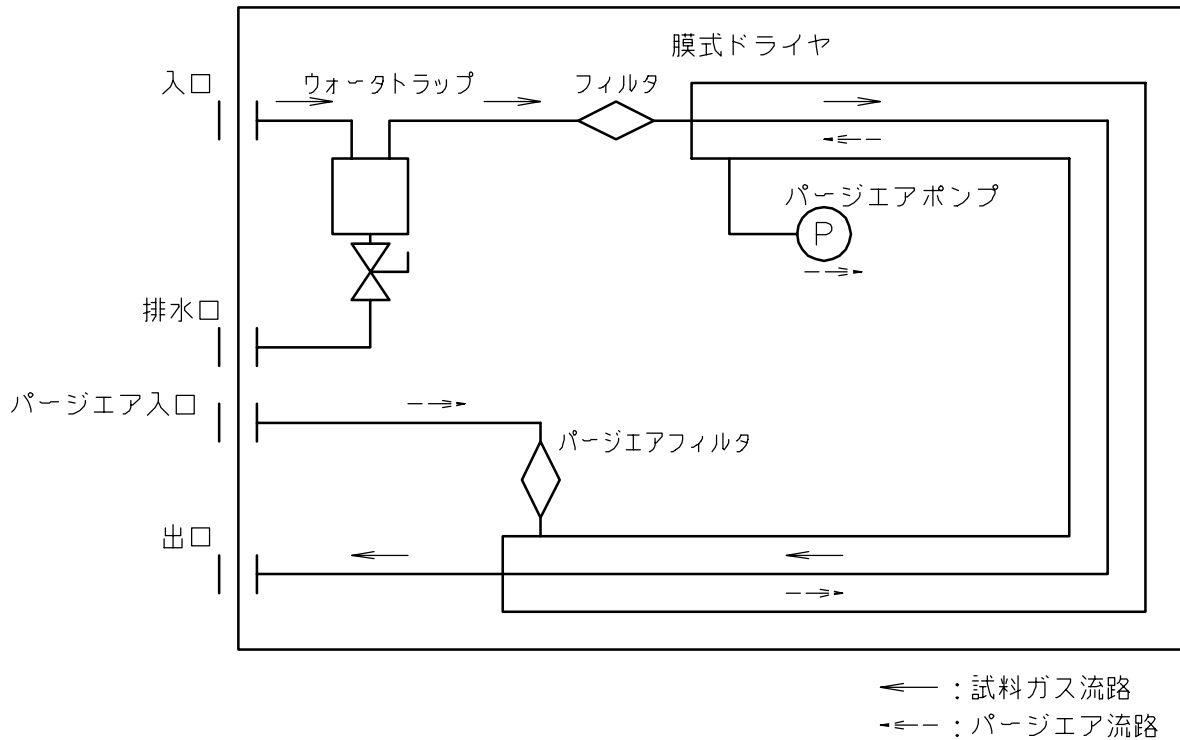 膜式ドライヤ
入口
ウォータトラップ
フィルタ
パージエアポンプ
P
排水口
パージエア入口
パージエアフィルタ
出口
：試料ガス流路
：パージエア流路